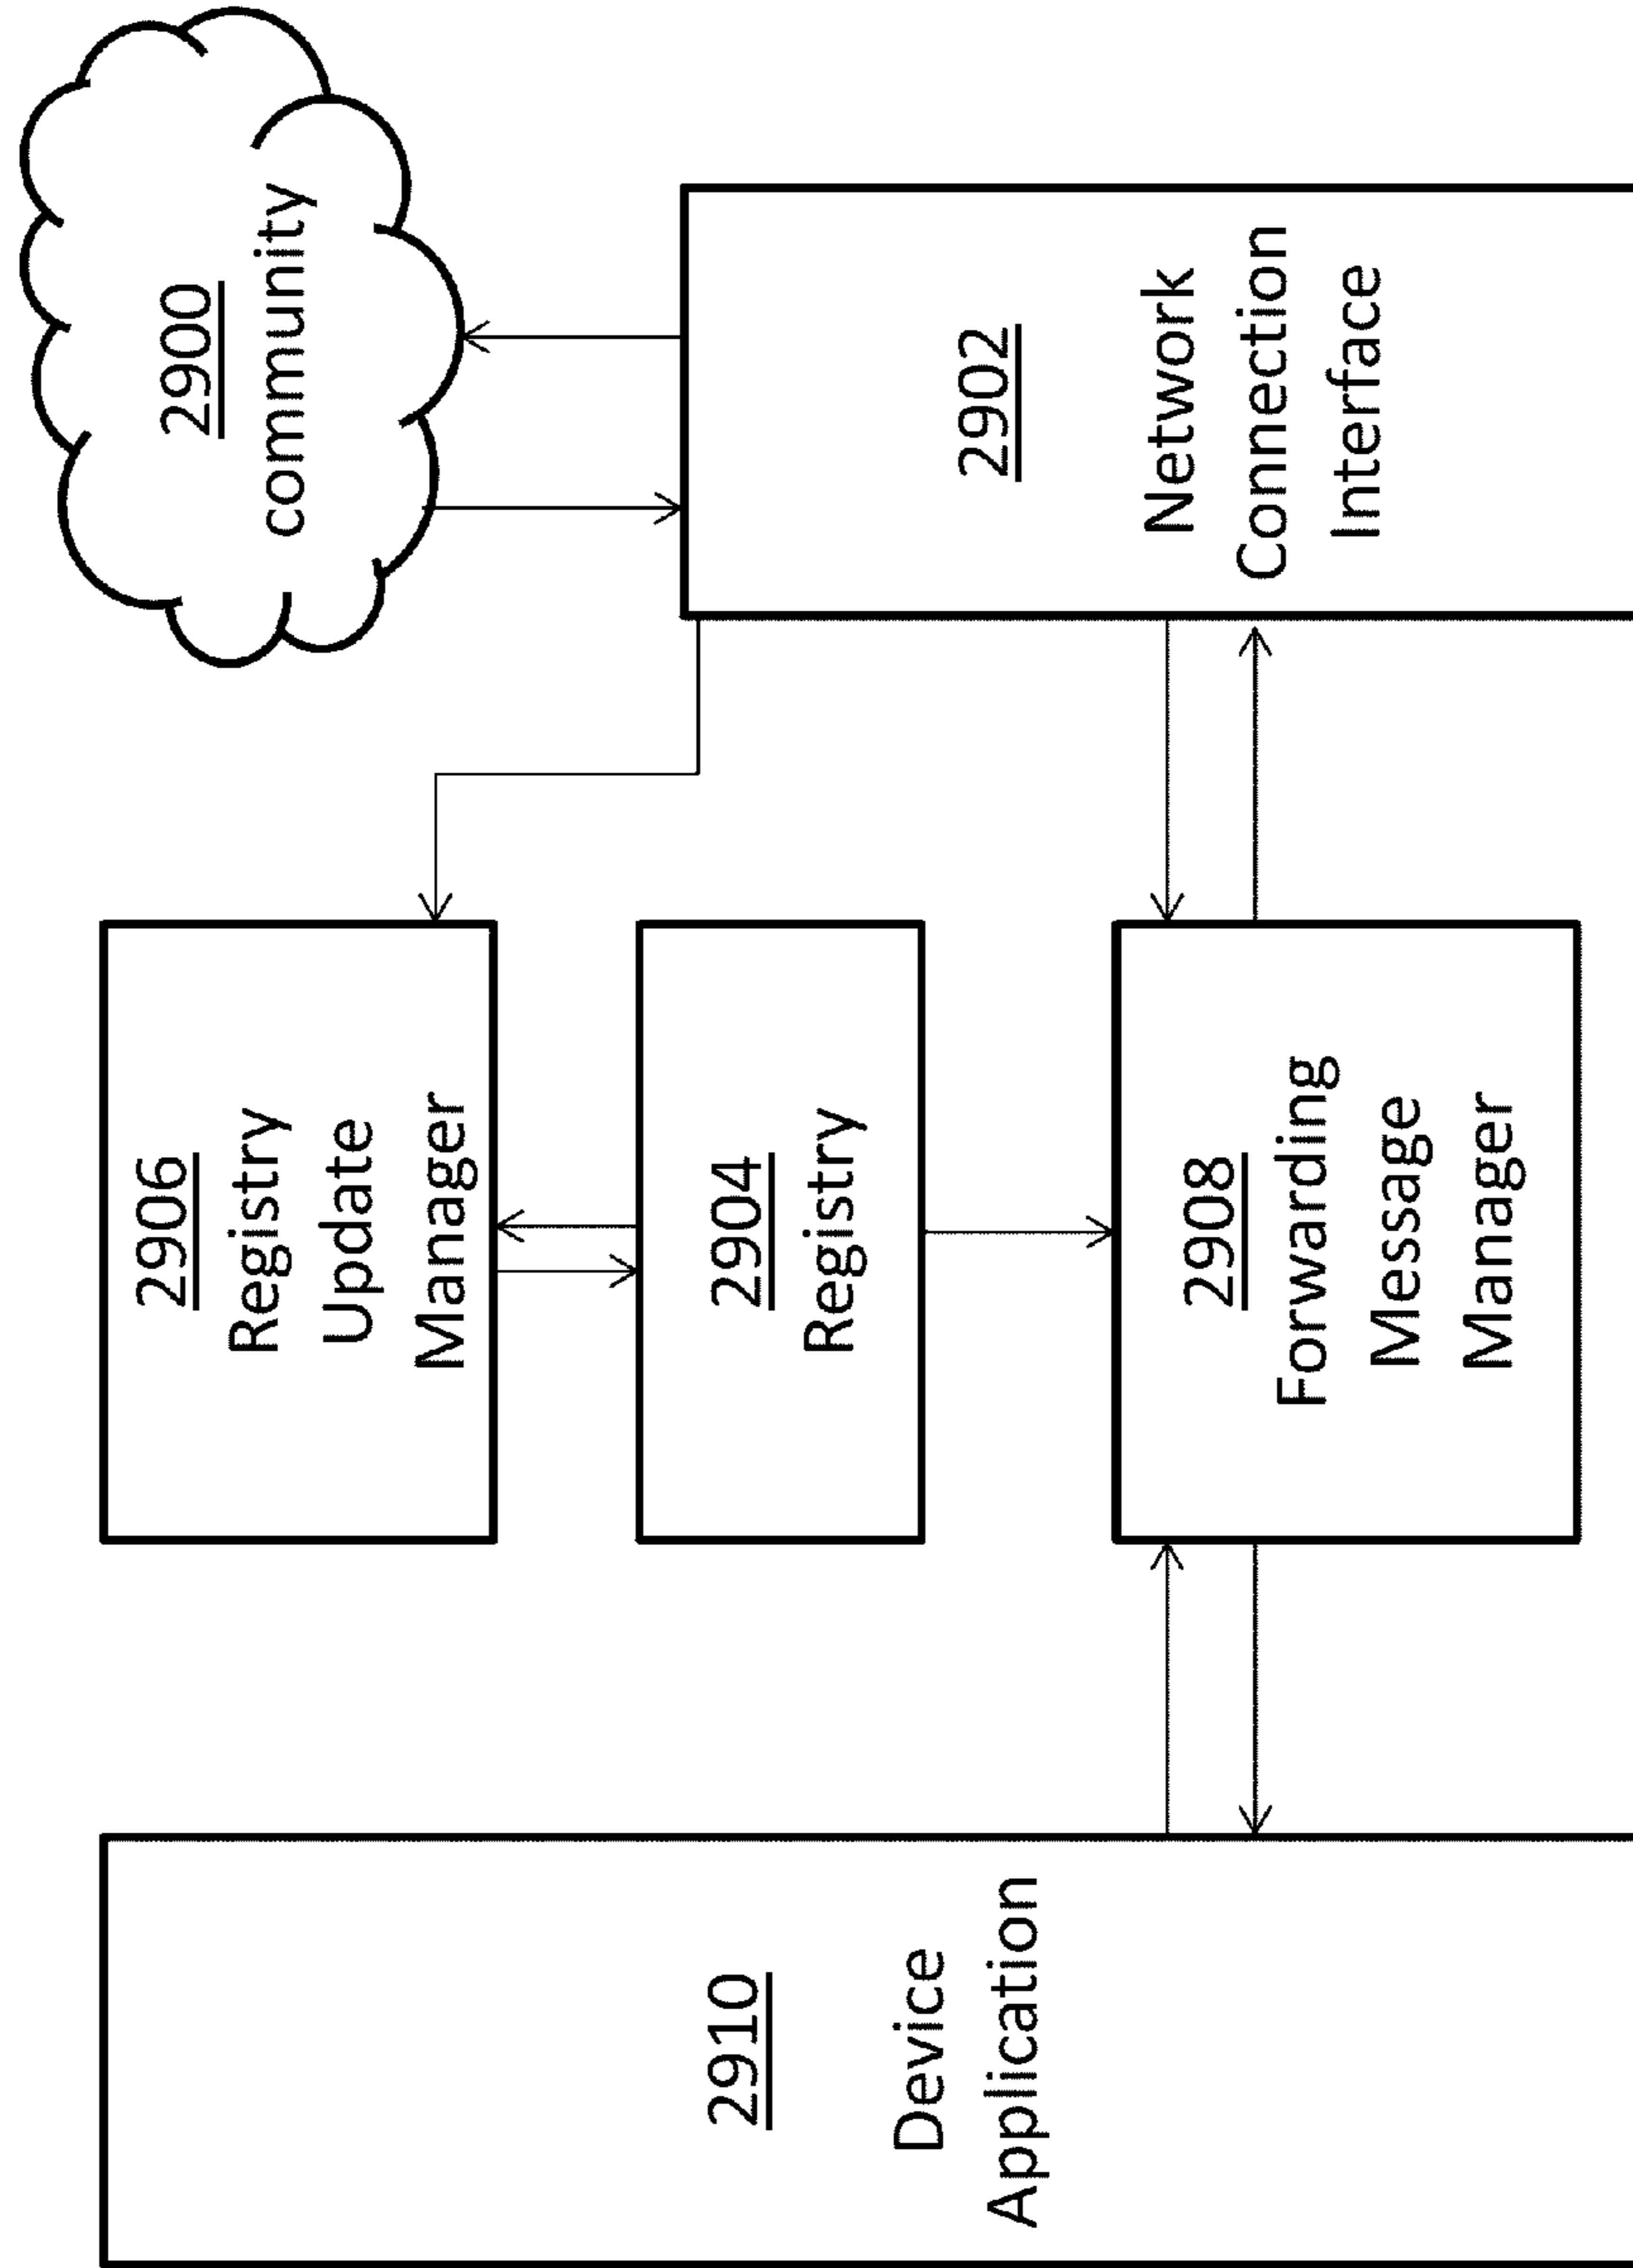 2900
community
2902
Network
Connection
Interface
2906
Registry
Update
Manager
2904
Registry
2908
Forwarding
Message
Manager
2910
Device
Application